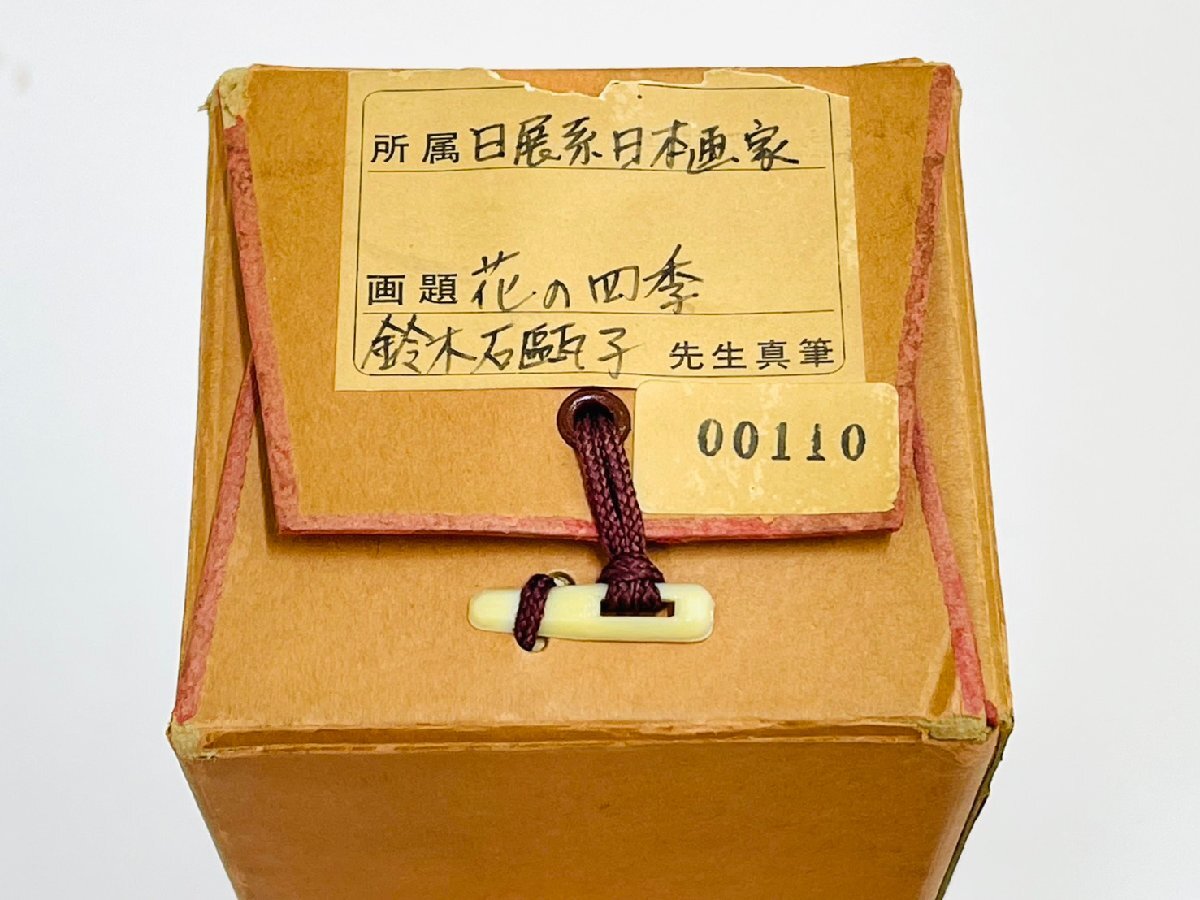 所属 日展系日本画家
画題 花の四季
鈴木石甌子 先生真筆
00110